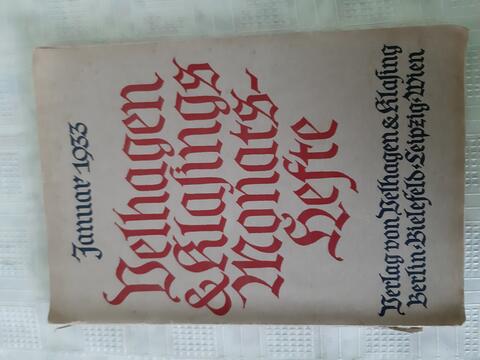 Januar 1933
Velhagen
& Klasings
Monats-
Hefte
Verlag von Velhagen & Klasing
Berlin·Bielefeld·Leipzig·Wien